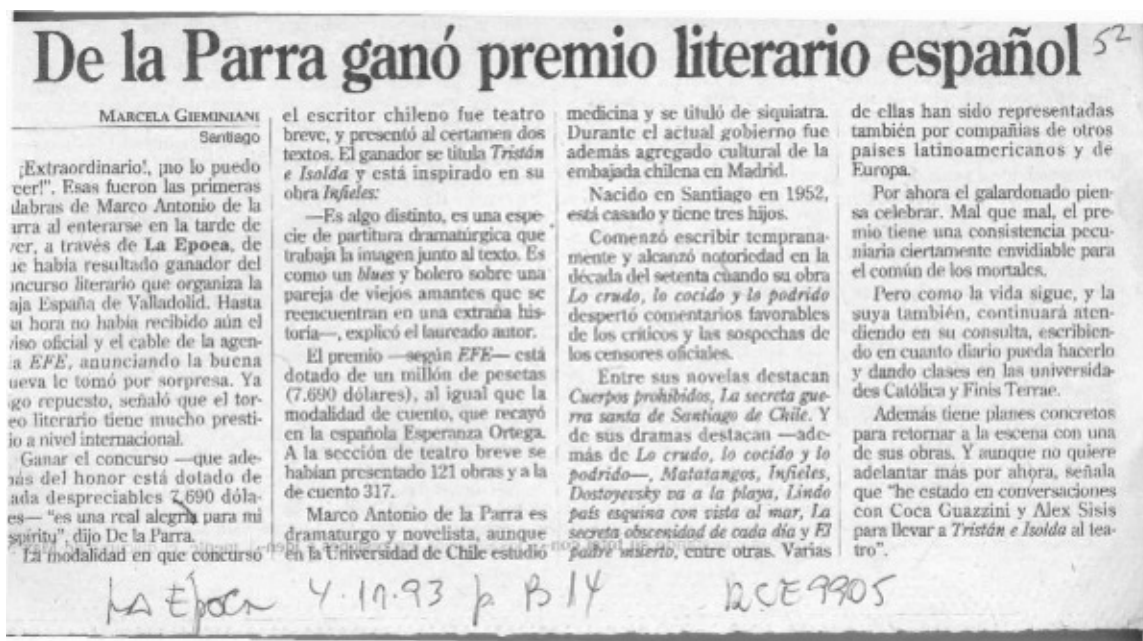 De la Parra ganó premio literario español
52
MARCELA GIEMINIANI
Santiago
¡Extraordinario!, ¡no lo puedo
cer!". Esas fueron las primeras
labras de Marco Antonio de la
arra al enterarse en la tarde de
er, a través de La Epoca, de
ue había resultado ganador del
oncurso literario que organiza la
aja España de Valladolid. Hasta
sa hora no había recibido aún el
viso oficial y el cable de la agen-
ia EFE, anunciando la buena
ueva le tomó por sorpresa. Ya
go repuesto, señaló que el tor-
eo literario tiene mucho presti-
io a nivel internacional.
Ganar el concurso —que ade-
nás del honor está dotado de
ada despreciables 7.690 dóla-
es— "es una real alegría para mi
spíritu", dijo De la Parra.
La modalidad en que concursó
el escritor chileno fue teatro
breve, y presentó al certamen dos
textos. El ganador se titula Tristán
e Isolda y está inspirado en su
obra Infieles:
—Es algo distinto, es una espe-
cie de partitura dramatúrgica que
trabaja la imagen junto al texto. Es
como un blues y bolero sobre una
pareja de viejos amantes que se
reencuentran en una extraña his-
toria—, explicó el laureado autor.
El premio —según EFE— está
dotado de un millón de pesetas
(7.690 dólares), al igual que la
modalidad de cuento, que recayó
en la española Esperanza Ortega.
A la sección de teatro breve se
habían presentado 121 obras y a la
de cuento 317.
Marco Antonio de la Parra es
dramaturgo y novelista, aunque
en la Universidad de Chile estudió
medicina y se tituló de siquiatra.
Durante el actual gobierno fue
además agregado cultural de la
embajada chilena en Madrid.
Nacido en Santiago en 1952,
está casado y tiene tres hijos.
Comenzó escribir temprana-
mente y alcanzó notoriedad en la
década del setenta cuando su obra
Lo crudo, lo cocido y lo podrido
despertó comentarios favorables
de los críticos y las sospechas de
los censores oficiales.
Entre sus novelas destacan
Cuerpos prohibidos, La secreta gue-
rra santa de Santiago de Chile. Y
de sus dramas destacan —ade-
más de Lo crudo, lo cocido y lo
podrido—, Matatangos, Infieles,
Dostoyevsky va a la playa, Lindo
país esquina con vista al mar, La
secreta obscenidad de cada día y El
padre muerto, entre otras. Varias
de ellas han sido representadas
también por compañías de otros
países latinoamericanos y de
Europa.
Por ahora el galardonado pien-
sa celebrar. Mal que mal, el pre-
mio tiene una consistencia pecu-
niaria ciertamente envidiable para
el común de los mortales.
Pero como la vida sigue, y la
suya también, continuará aten-
diendo en su consulta, escribien-
do en cuanto diario pueda hacerlo
y dando clases en las universida-
des Católica y Finis Terrae.
Además tiene planes concretos
para retornar a la escena con una
de sus obras. Y aunque no quiere
adelantar más por ahora, señala
que "he estado en conversaciones
con Coca Guazzini y Alex Sisis
para llevar a Tristán e Isolda al tea-
tro".
La Epoca 93 p. B 14 RCE9905